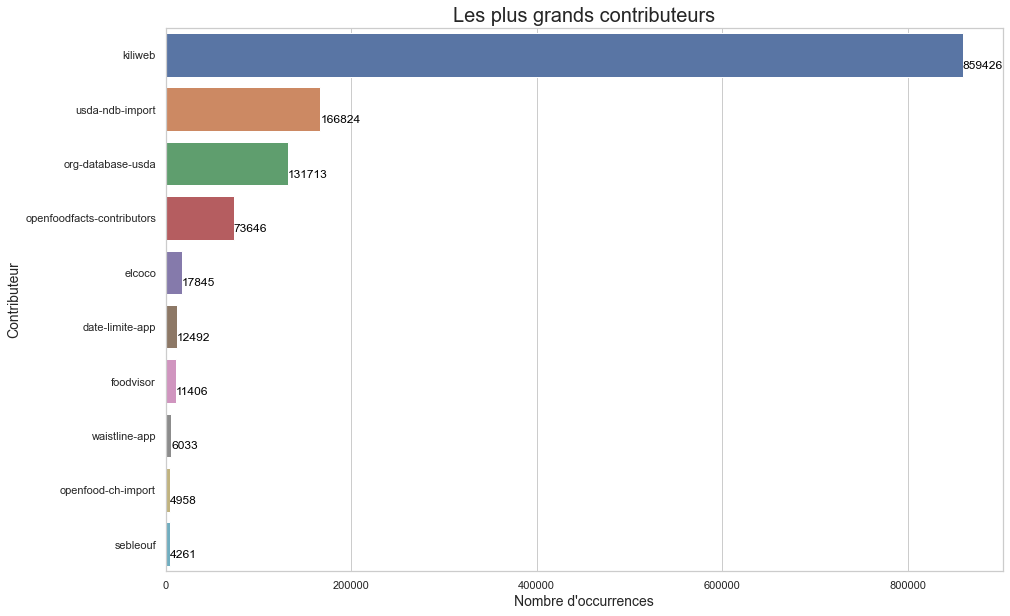 Les plus grands contributeurs
Contributeur
kiliweb
859426
usda-ndb-import
166824
org-database-usda
131713
openfoodfacts-contributors
73646
elcoco
17845
date-limite-app
12492
foodvisor
11406
waistline-app
6033
openfood-ch-import
4958
sebleouf
4261
0
200000
400000
600000
800000
Nombre d'occurrences